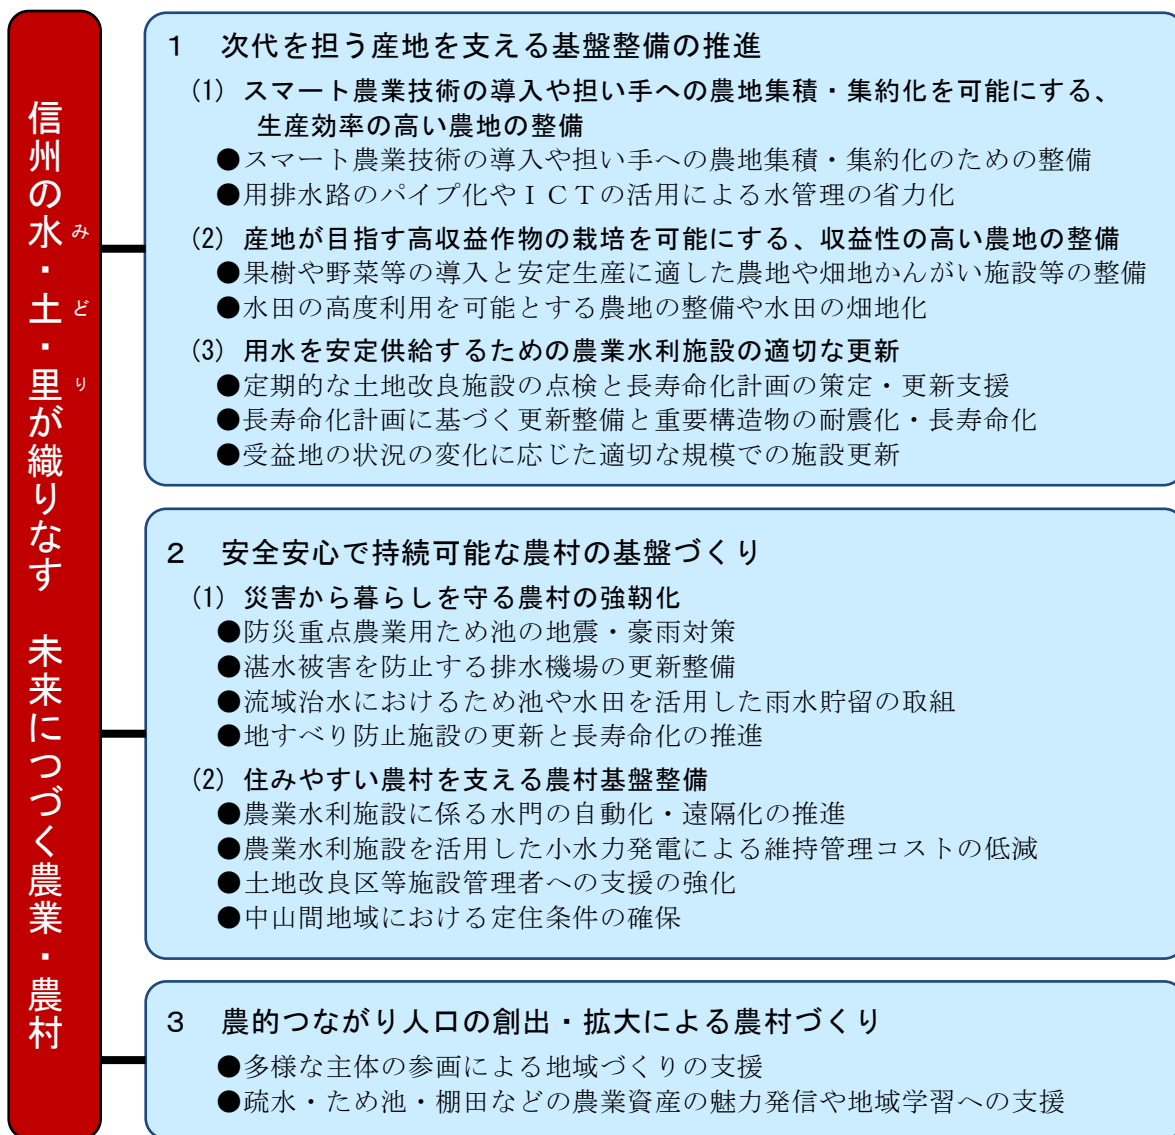 信州の水・土・里が織りなす　未来につづく農業・農村
み
ど
り
１　次代を担う産地を支える基盤整備の推進
(1) スマート農業技術の導入や担い手への農地集積・集約化を可能にする、
生産効率の高い農地の整備
●スマート農業技術の導入や担い手への農地集積・集約化のための整備
●用排水路のパイプ化やＩＣＴの活用による水管理の省力化
(2) 産地が目指す高収益作物の栽培を可能にする、収益性の高い農地の整備
●果樹や野菜等の導入と安定生産に適した農地や畑地かんがい施設等の整備
●水田の高度利用を可能とする農地の整備や水田の畑地化
(3) 用水を安定供給するための農業水利施設の適切な更新
●定期的な土地改良施設の点検と長寿命化計画の策定・更新支援
●長寿命化計画に基づく更新整備と重要構造物の耐震化・長寿命化
●受益地の状況の変化に応じた適切な規模での施設更新
２　安全安心で持続可能な農村の基盤づくり
(1) 災害から暮らしを守る農村の強靭化
●防災重点農業用ため池の地震・豪雨対策
●湛水被害を防止する排水機場の更新整備
●流域治水におけるため池や水田を活用した雨水貯留の取組
●地すべり防止施設の更新と長寿命化の推進
(2) 住みやすい農村を支える農村基盤整備
●農業水利施設に係る水門の自動化・遠隔化の推進
●農業水利施設を活用した小水力発電による維持管理コストの低減
●土地改良区等施設管理者への支援の強化
●中山間地域における定住条件の確保
３　農的つながり人口の創出・拡大による農村づくり
●多様な主体の参画による地域づくりの支援
●疏水・ため池・棚田などの農業資産の魅力発信や地域学習への支援